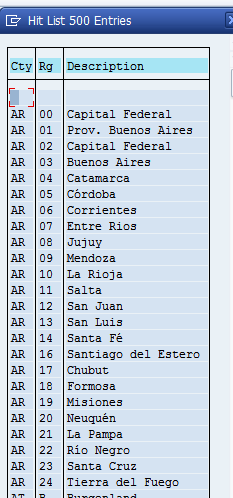 Hit List 500 Entries
Cty Rg Description
AR 00 Capital Federal
AR 01 Prov. Buenos Aires
AR 02 Capital Federal
AR 03 Buenos Aires
AR 04 Catamarca
AR 05 Córdoba
AR 06 Corrientes
AR 07 Entre Rios
AR 08 Jujuy
AR 09 Mendoza
AR 10 La Rioja
AR 11 Salta
AR 12 San Juan
AR 13 San Luis
AR 14 Santa Fé
AR 16 Santiago del Estero
AR 17 Chubut
AR 18 Formosa
AR 19 Misiones
AR 20 Neuquén
AR 21 La Pampa
AR 22 Río Negro
AR 23 Santa Cruz
AR 24 Tierra del Fuego